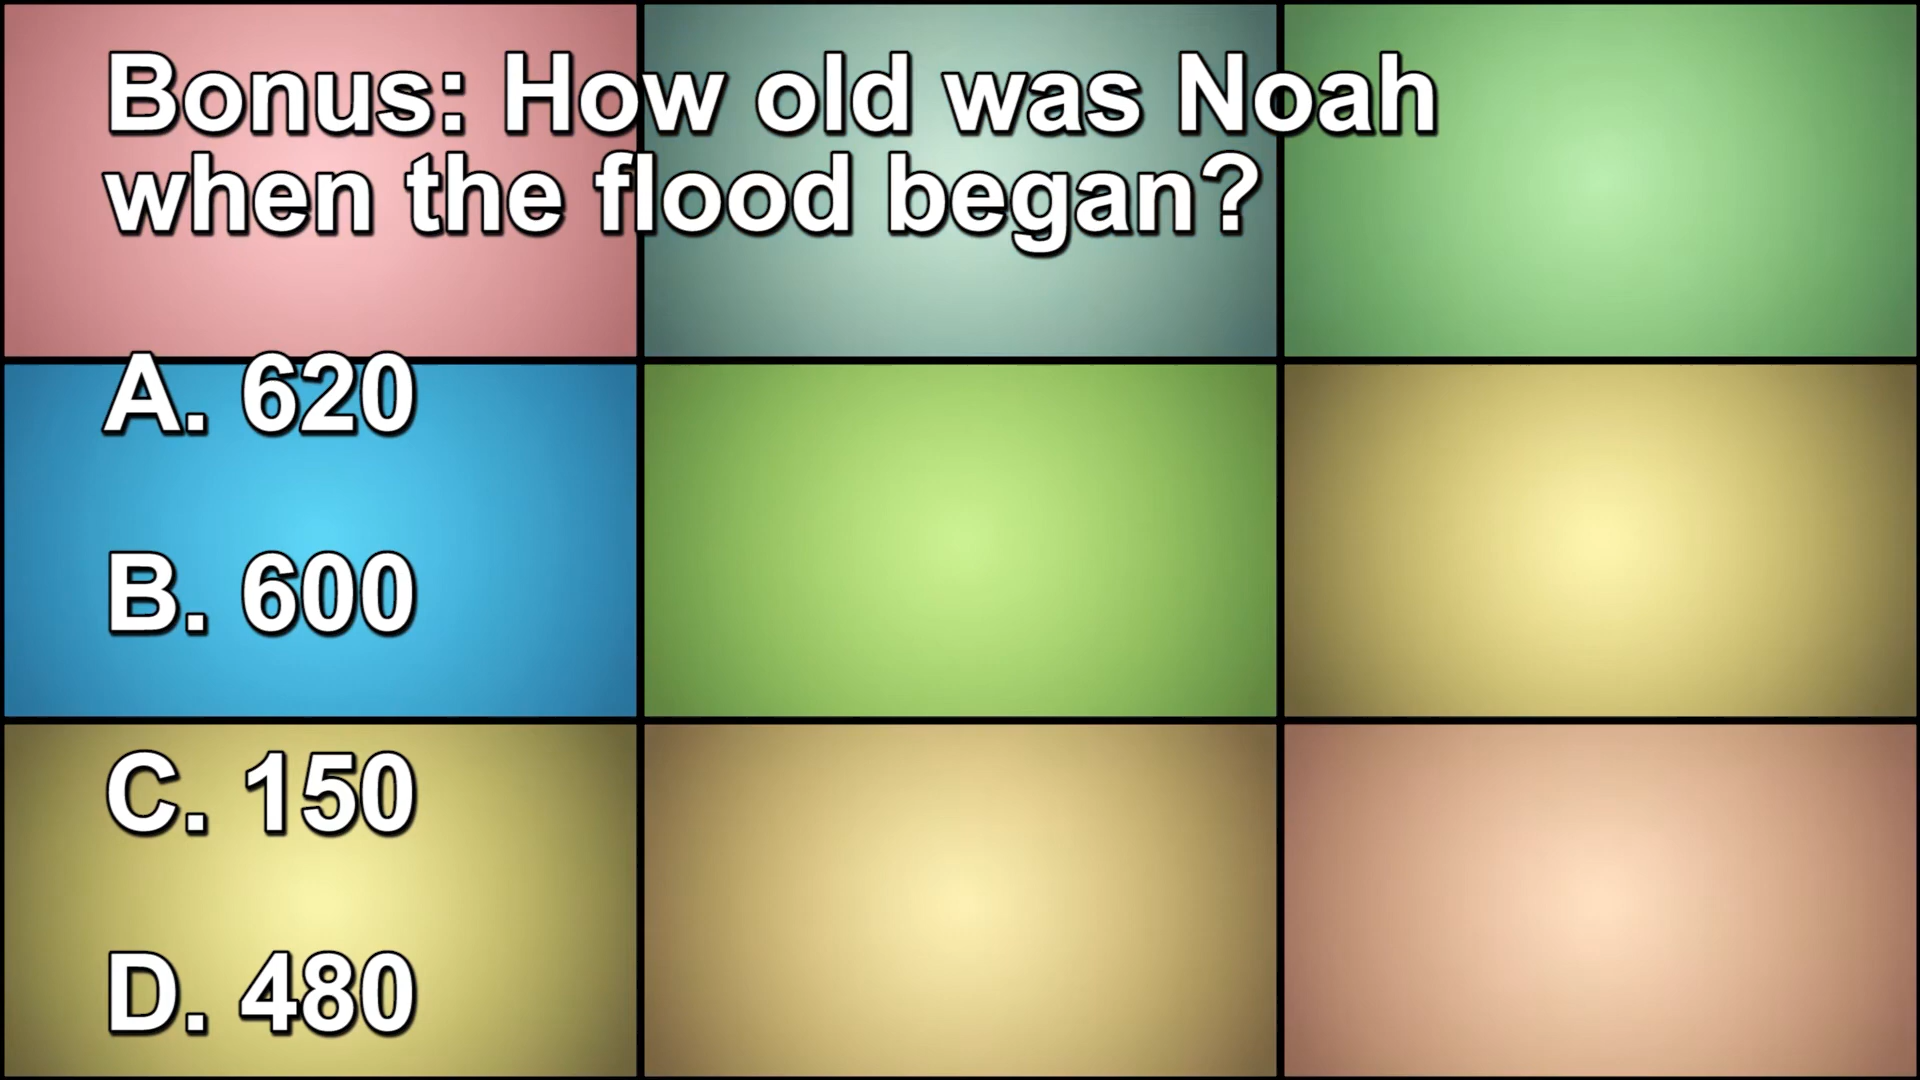 Bonus: How old was Noah
when the flood began?
A. 620
B. 600
C. 150
D. 480